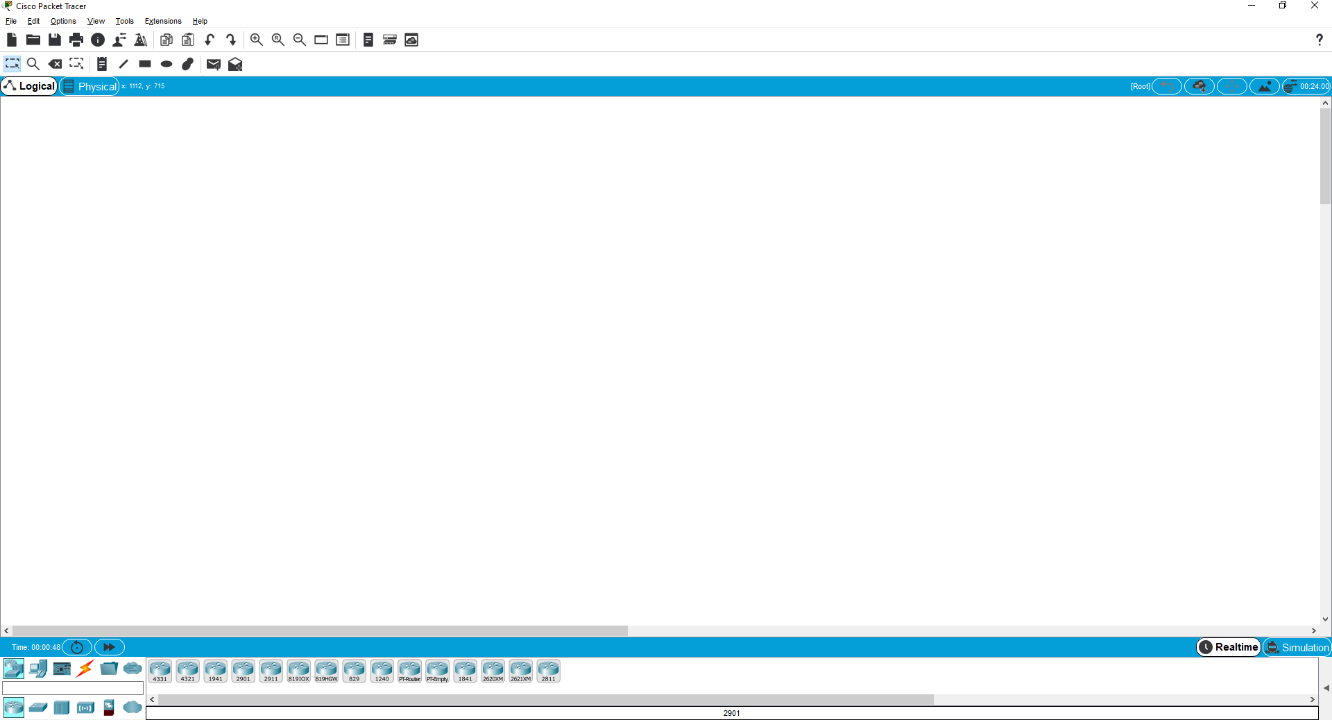 Cisco Packet Tracer
File Edit Options View Tools Extensions Help
?
Logical Physical x: 1112, y: 715 [Root] 00:24:00
Time: 00:00:48 Realtime Simulation
4331 4321 1941 2901 2911 819IOX 819HGW 829 1240 PT-Router PT-Empty 1841 2620XM 2621XM 2811
2901